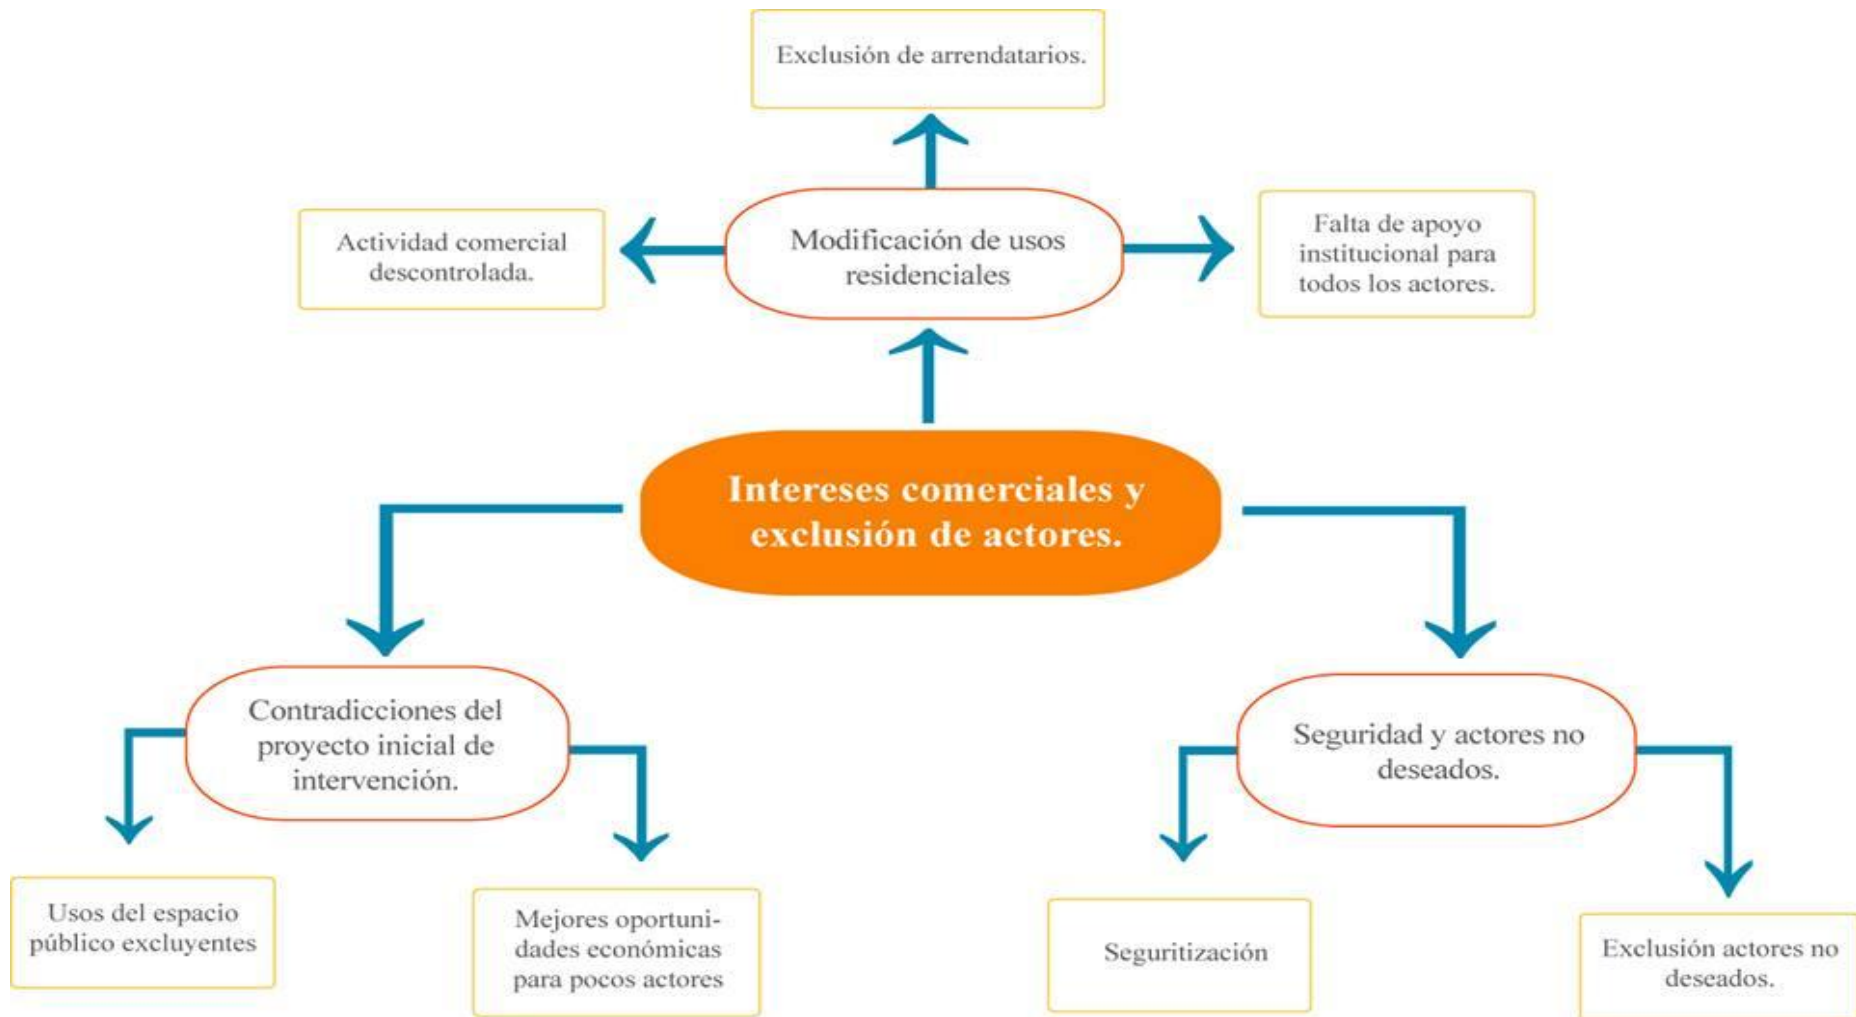 Exclusión de arrendatarios.
Actividad comercial
descontrolada.
Modificación de usos
residenciales
Falta de apoyo
institucional para
todos los actores.
Intereses comerciales y
exclusión de actores.
Contradicciones del
proyecto inicial de
intervención.
Seguridad y actores no
deseados.
Usos del espacio
público excluyentes
Mejores oportuni-
dades económicas
para pocos actores
Seguritización
Exclusión actores no
deseados.